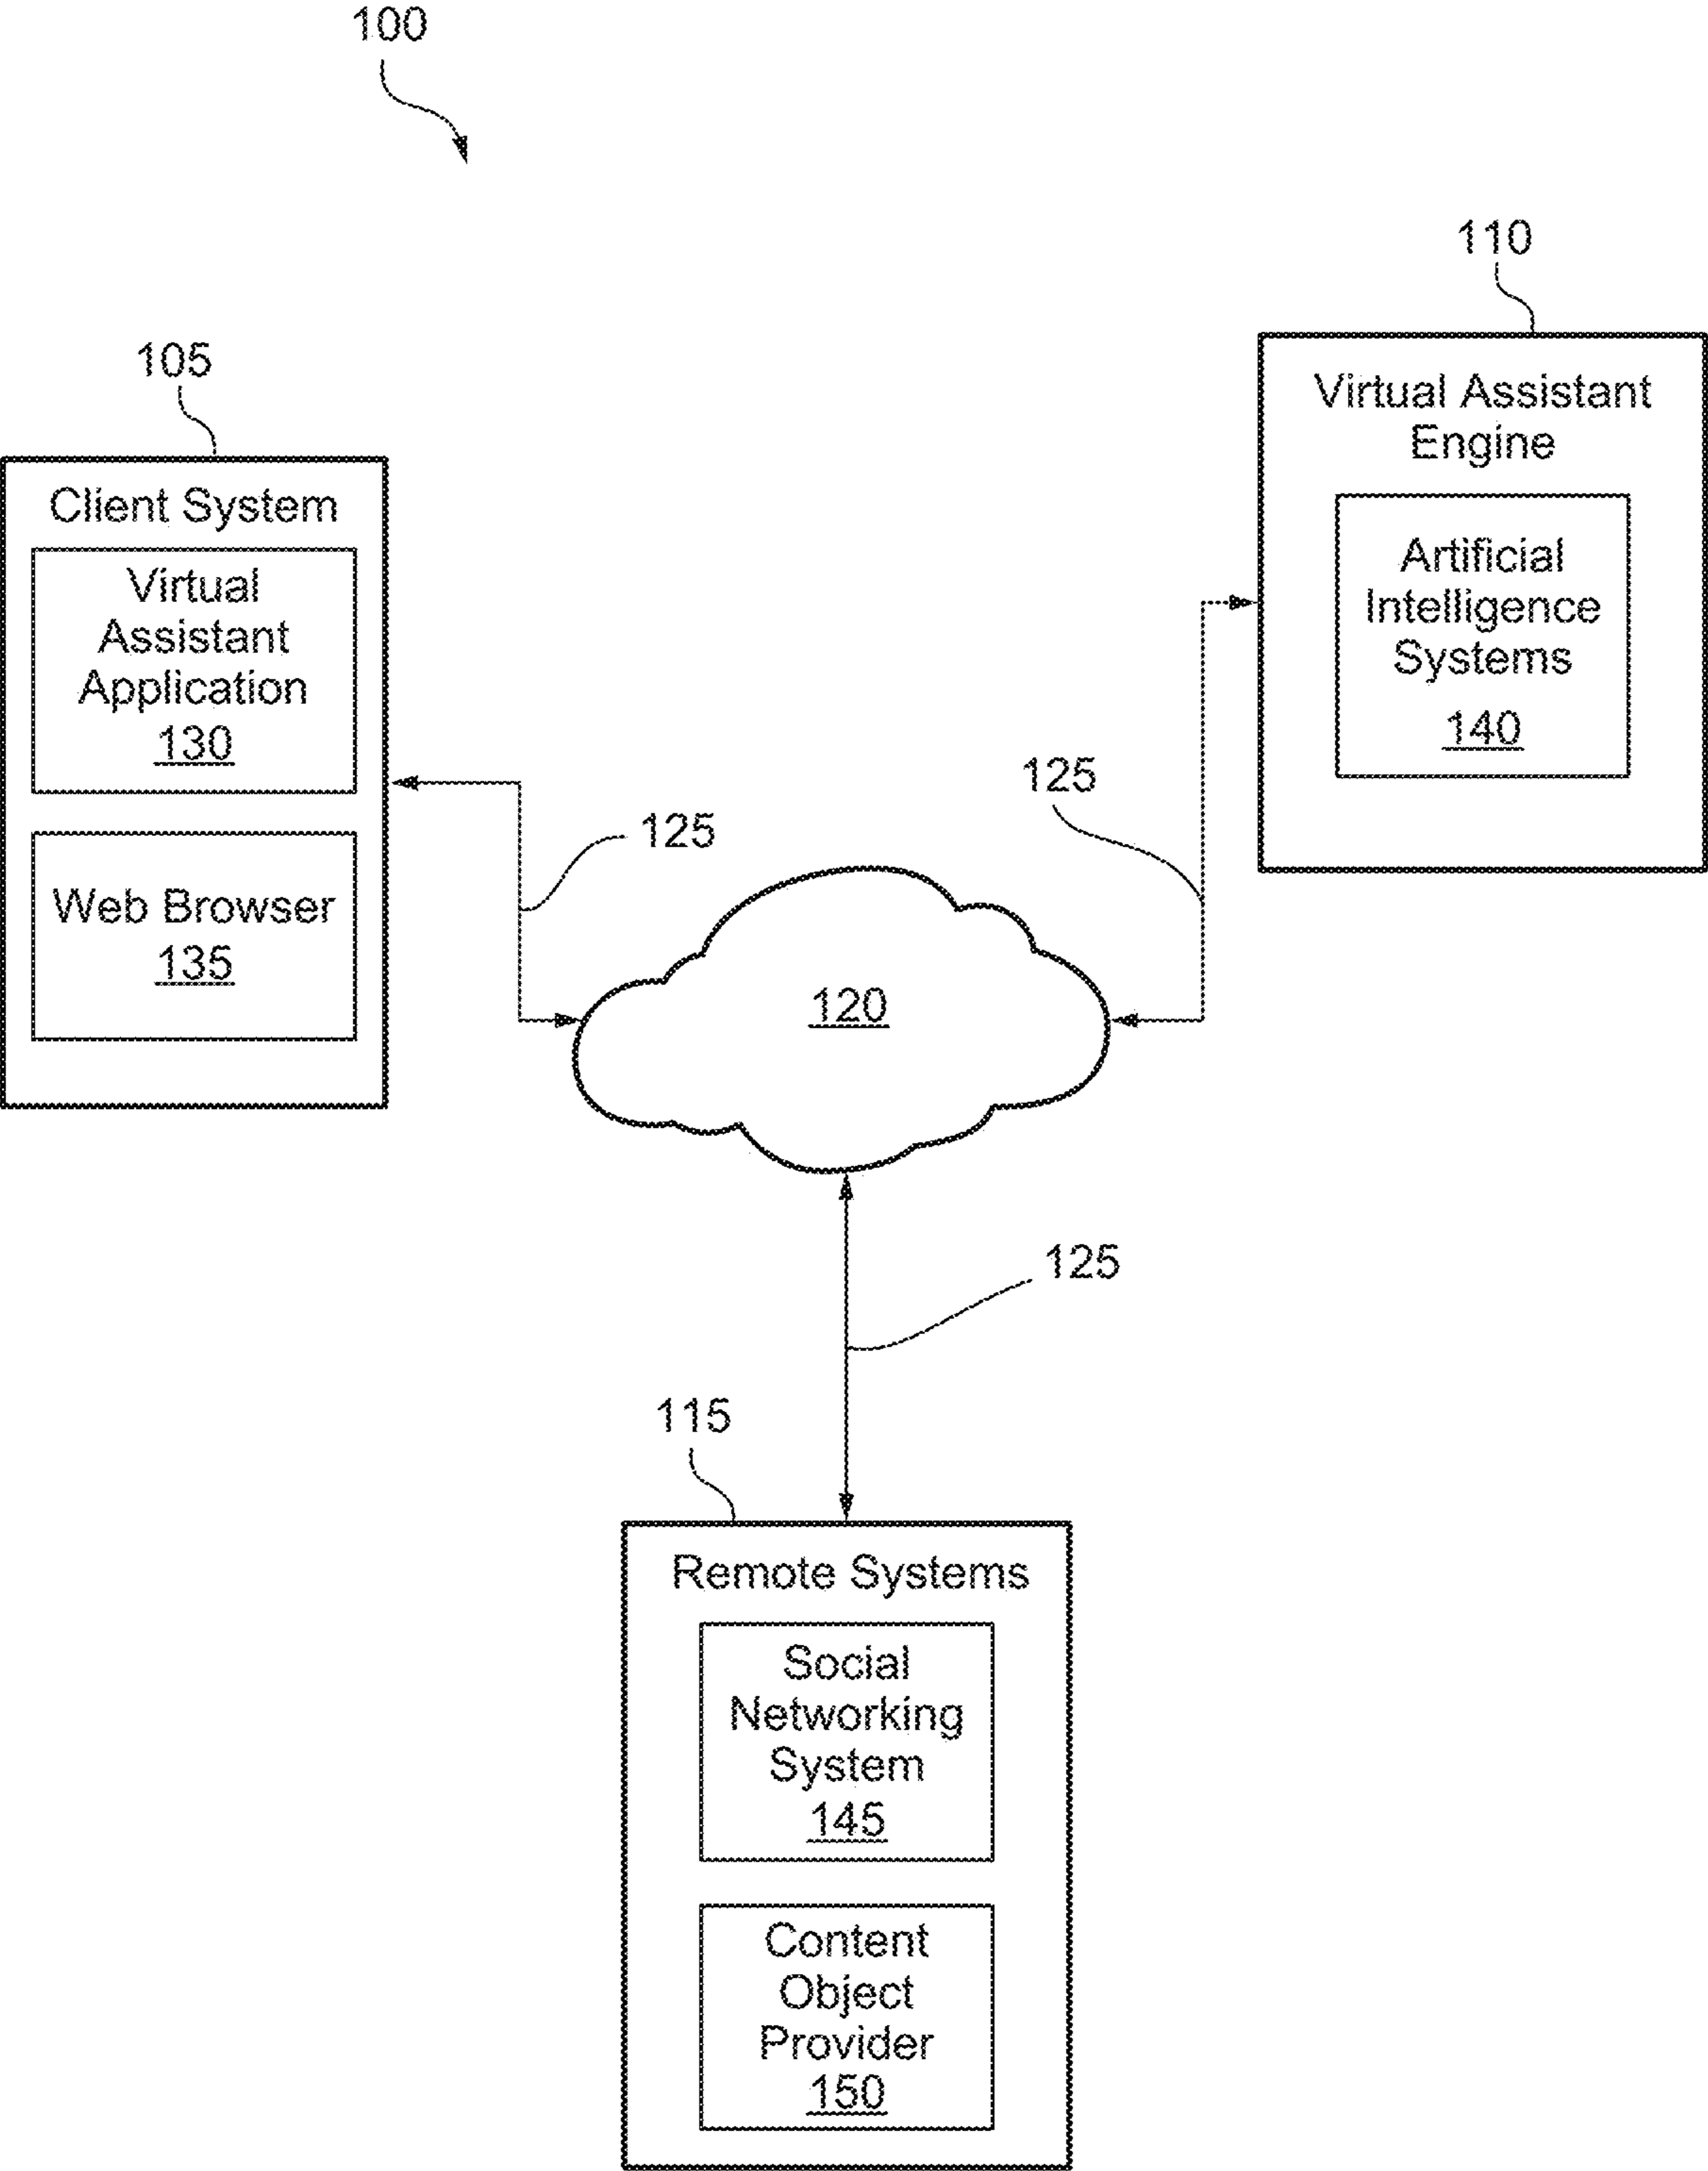 100
110
Virtual Assistant
Engine
Artificial
Intelligence
Systems
140
105
Client System
Virtual
Assistant
Application
130
Web Browser
135
125
125
120
125
115
Remote Systems
Social
Networking
System
145
Content
Object
Provider
150